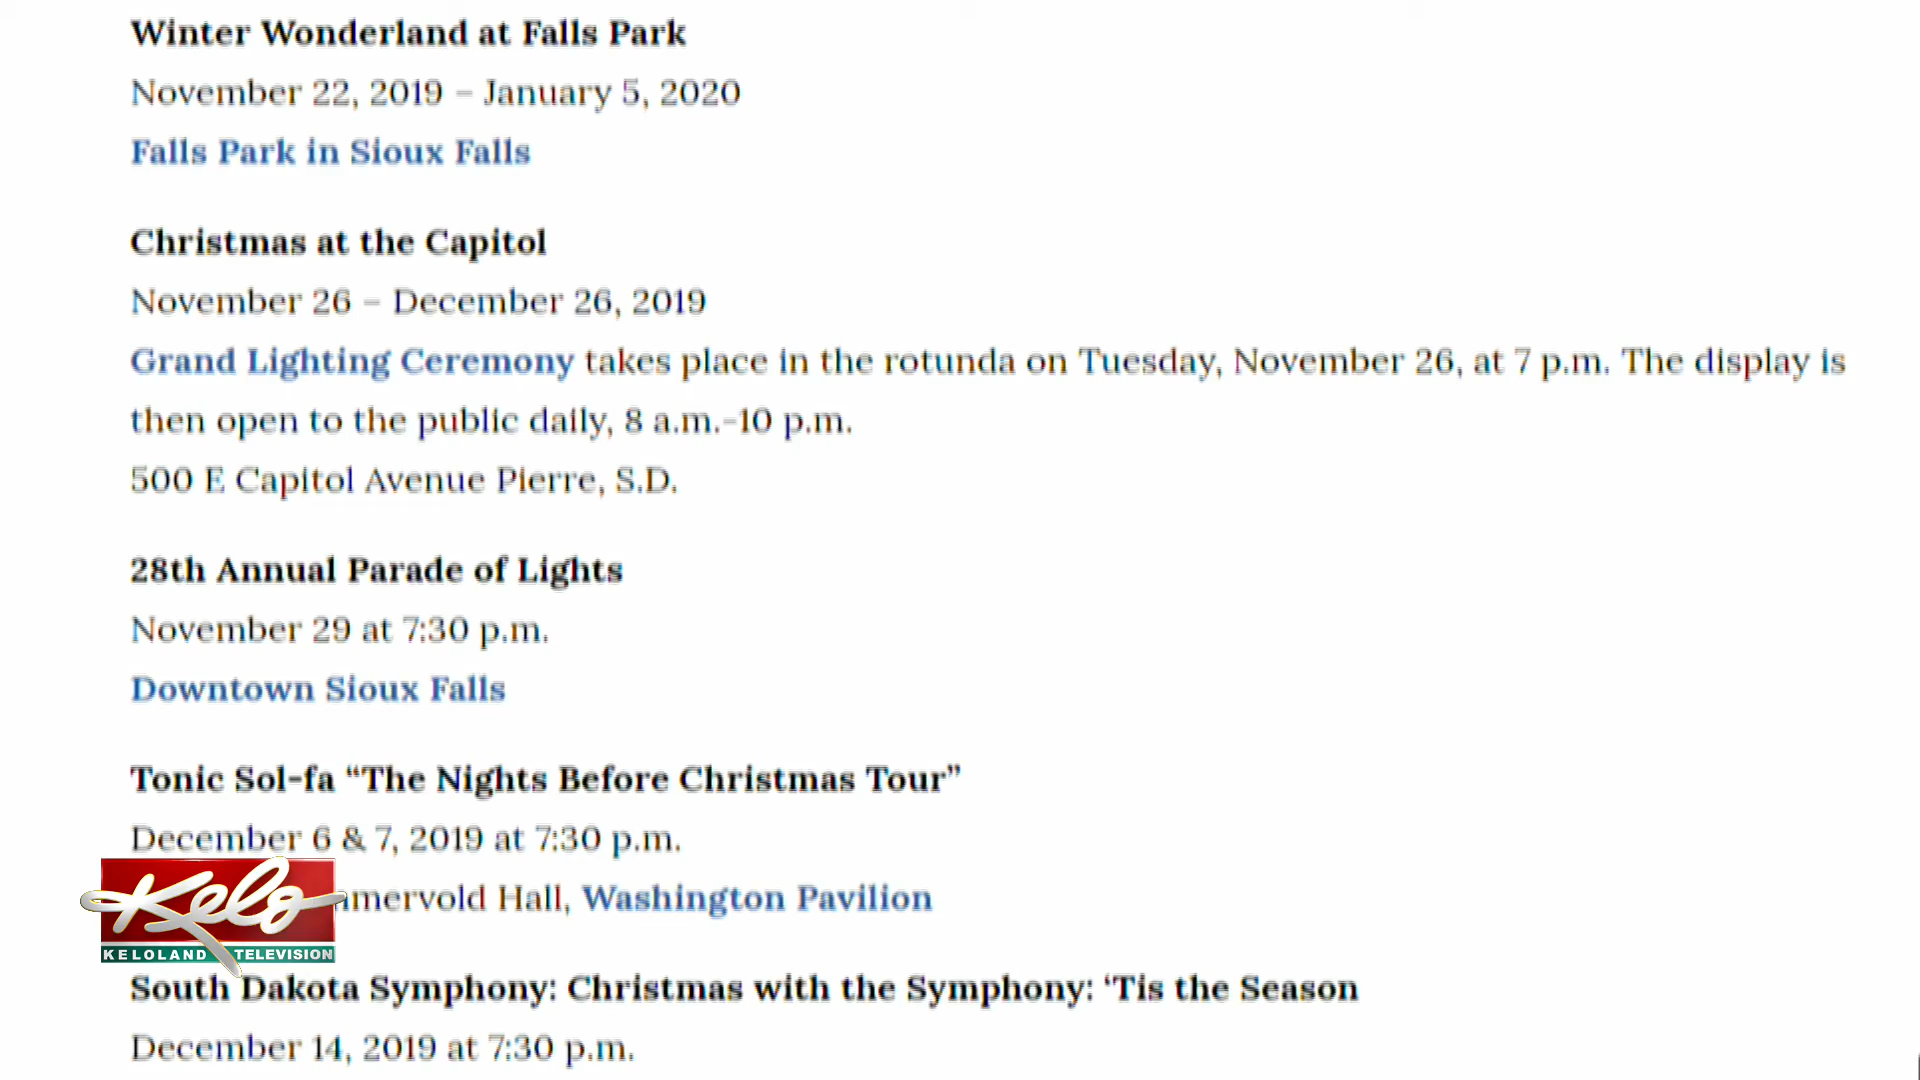 Winter Wonderland at Falls Park
November 22, 2019 – January 5, 2020
Falls Park in Sioux Falls
Christmas at the Capitol
November 26 – December 26, 2019
Grand Lighting Ceremony takes place in the rotunda on Tuesday, November 26, at 7 p.m. The display is
then open to the public daily, 8 a.m.-10 p.m.
500 E Capitol Avenue Pierre, S.D.
28th Annual Parade of Lights
November 29 at 7:30 p.m.
Downtown Sioux Falls
Tonic Sol-fa “The Nights Before Christmas Tour”
December 6 & 7, 2019 at 7:30 p.m.
Hall, Washington Pavilion
Kelo
KELOLAND TELEVISION
South Dakota Symphony: Christmas with the Symphony: ‘Tis the Season
December 14, 2019 at 7:30 p.m.